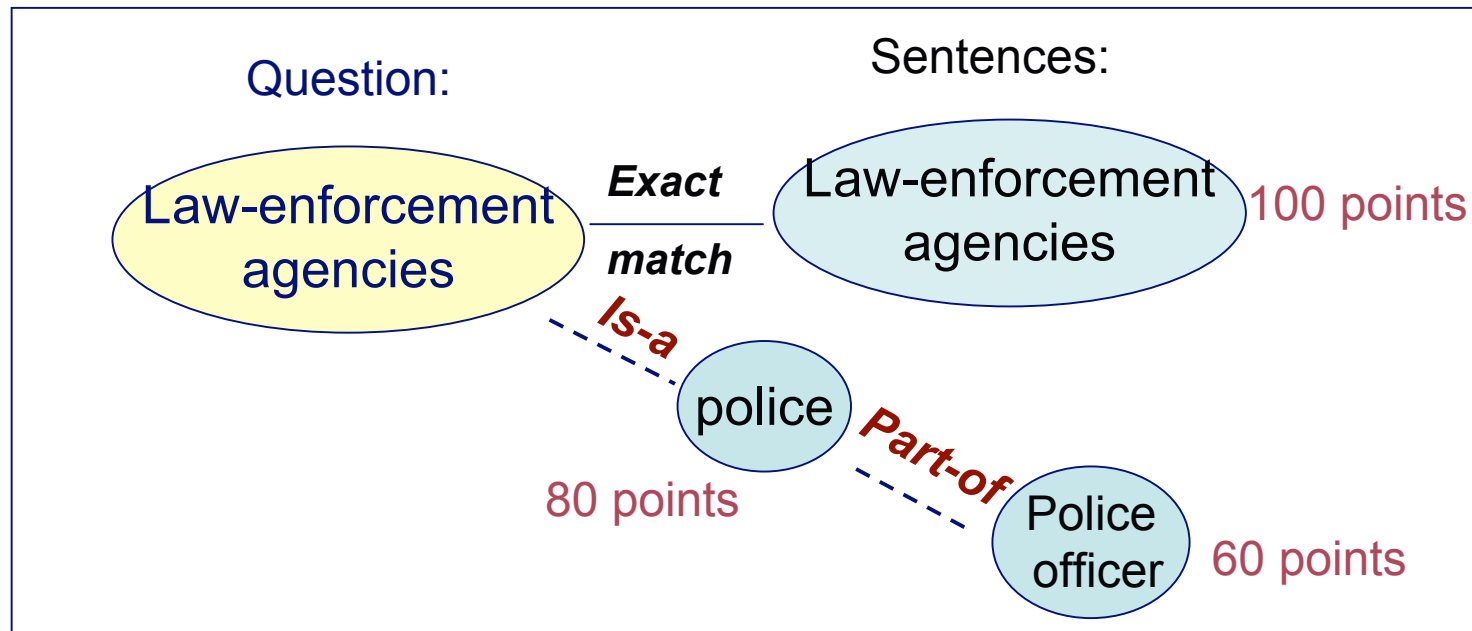 Question:
Sentences:
Law-enforcement
agencies
Exact
match
Law-enforcement
agencies
100 points
Is-a
police
80 points
Part-of
Police
officer
60 points